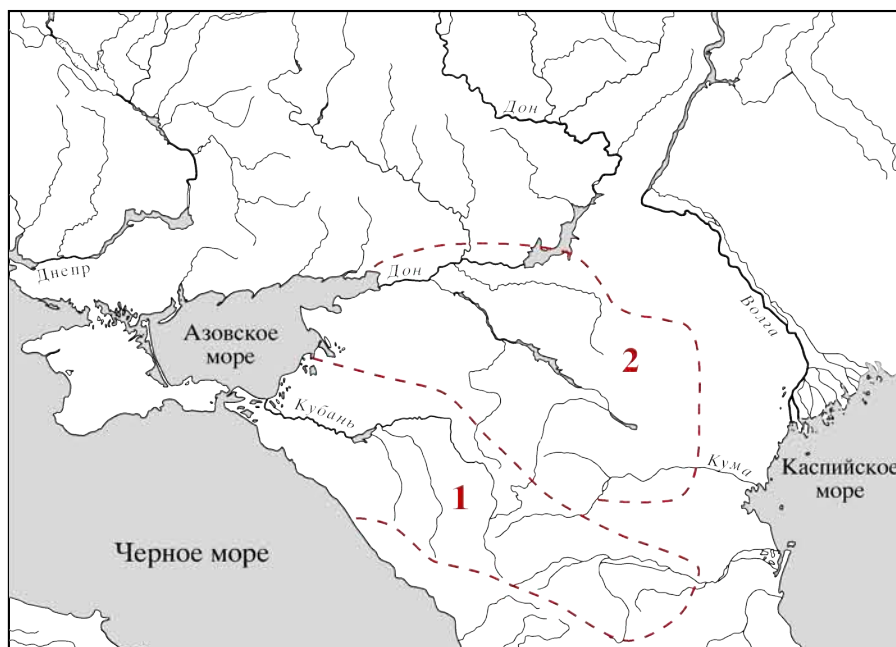 Дон
Днепр
Дон
Волга
Азовское
море
2
Кубань
Кума
Каспийское
море
1
Черное море